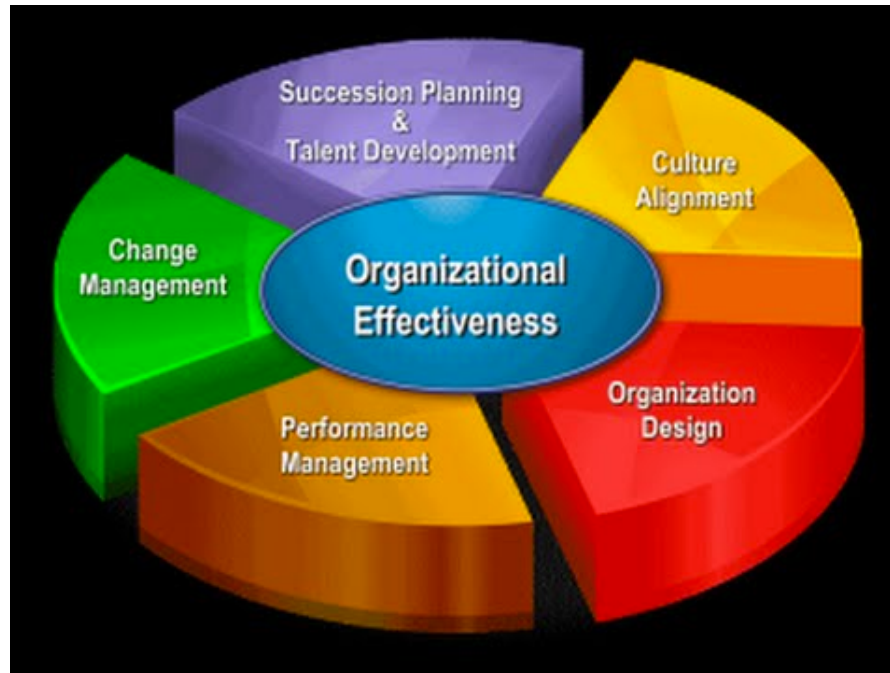 Succession Planning
&
Talent Development
Culture
Alignment
Change
Management
Organizational
Effectiveness
Organization
Design
Performance
Management